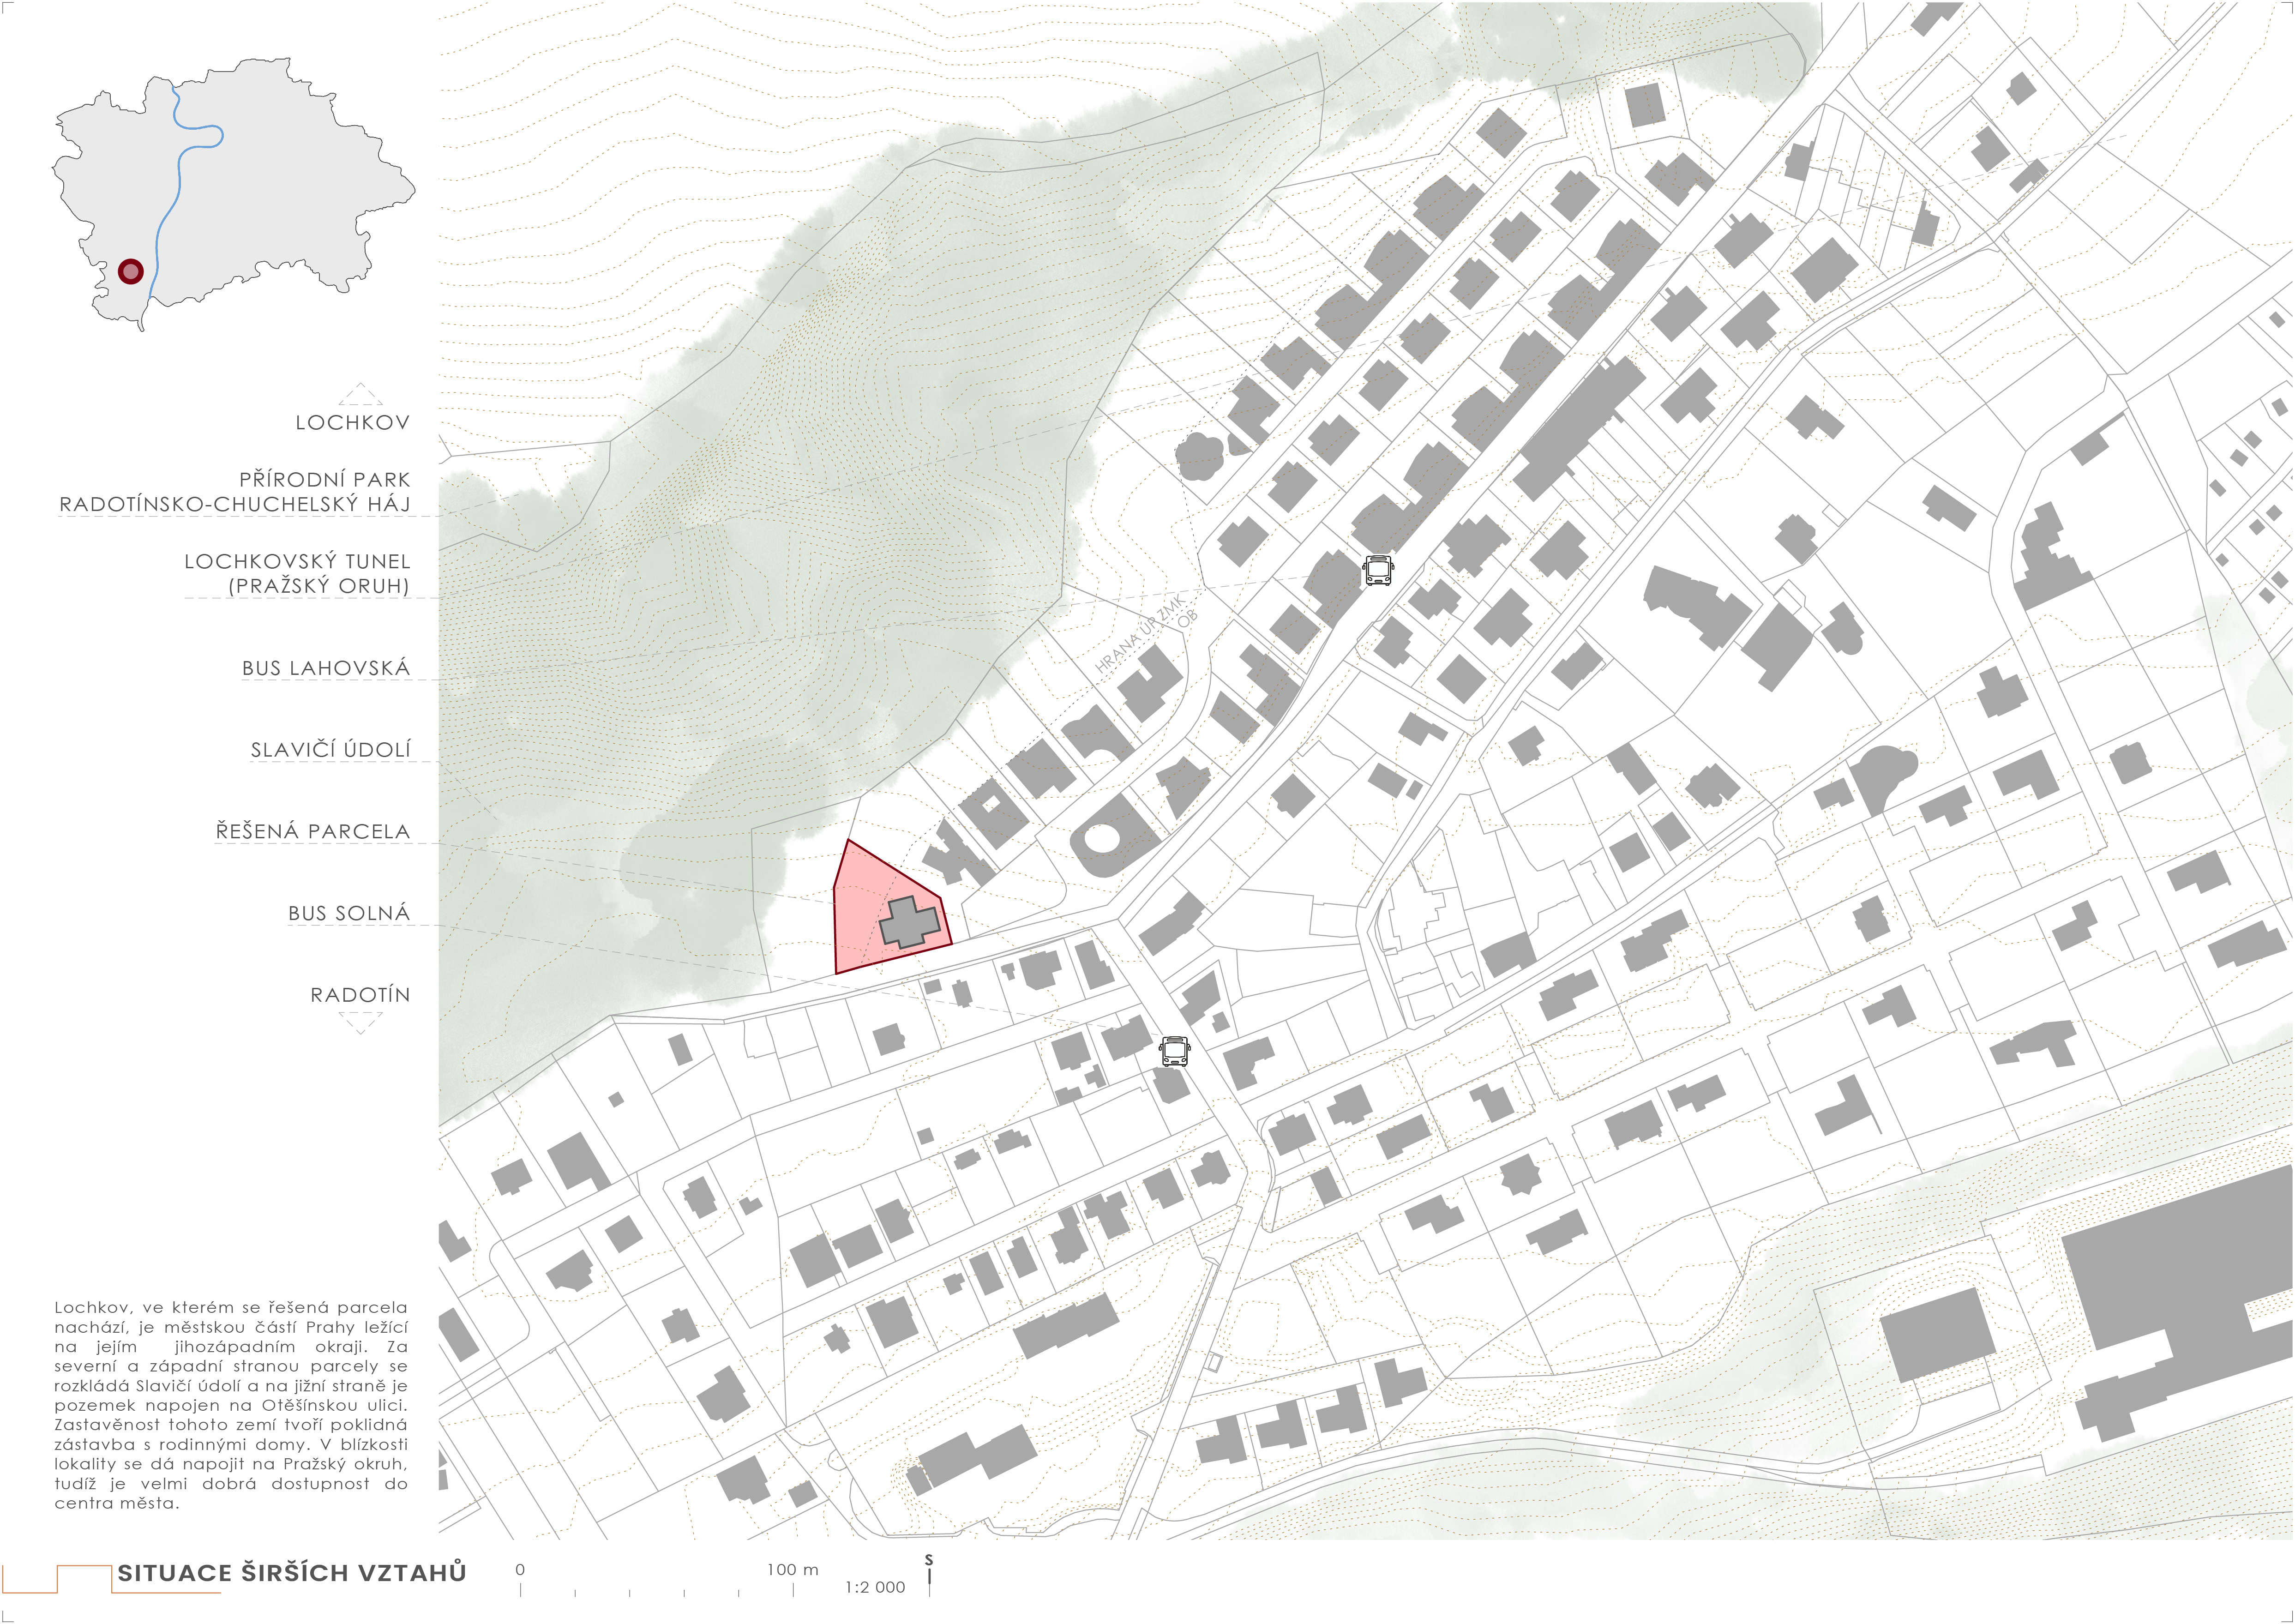 LOCHKOV
PŘÍRODNÍ PARK
RADOTÍNSKO-CHUCHELSKÝ HÁJ
LOCHKOVSKÝ TUNEL
(PRAŽSKÝ ORUH)
BUS LAHOVSKÁ
SLAVIČÍ ÚDOLÍ
ŘEŠENÁ PARCELA
BUS SOLNÁ
RADOTÍN
HRANA ÚP ZMK
OB
Lochkov, ve kterém se řešená parcela
nachází, je městskou částí Prahy ležící
na jejím jihozápadním okraji. Za
severní a západní stranou parcely se
rozkládá Slavičí údolí a na jižní straně je
pozemek napojen na Otěšínskou ulici.
Zastavěnost tohoto zemí tvoří poklidná
zástavba s rodinnými domy. V blízkosti
lokality se dá napojit na Pražský okruh,
tudíž je velmi dobrá dostupnost do
centra města.
SITUACE ŠIRŠÍCH VZTAHŮ
0
100 m
1:2 000
S